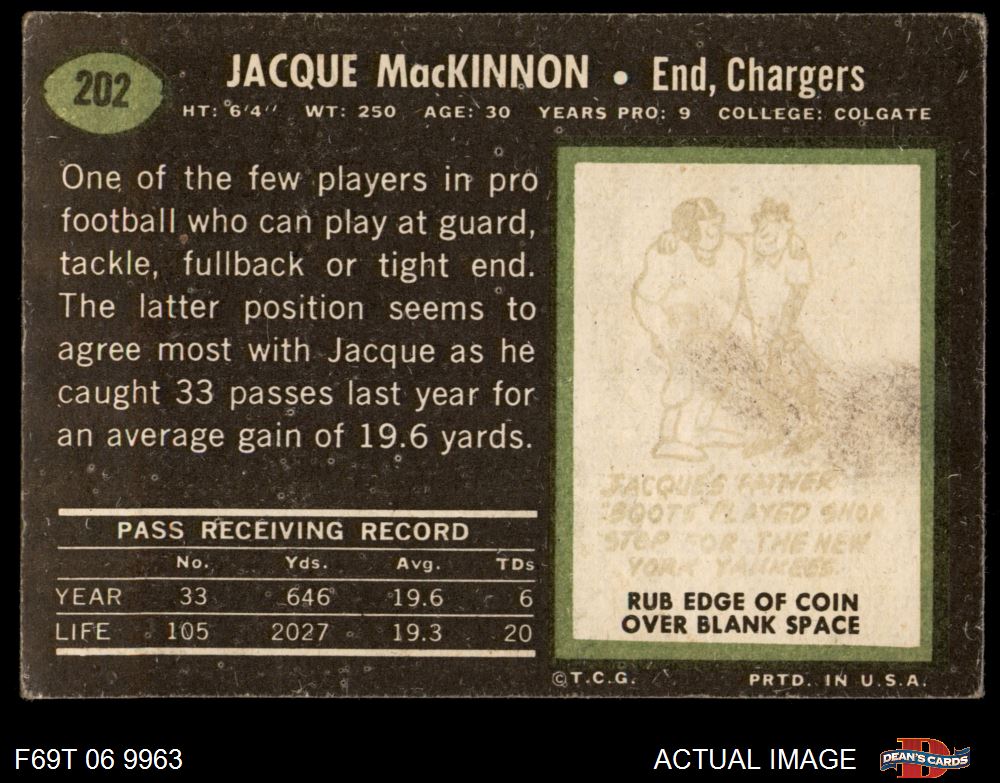 202
JACQUE MacKINNON • End, Chargers
HT: 6'4" WT: 250 AGE: 30 YEARS PRO: 9 COLLEGE: COLGATE
One of the few players in pro
football who can play at guard,
tackle, fullback or tight end.
The latter position seems to
agree most with Jacque as he
caught 33 passes last year for
an average gain of 19.6 yards.
PASS RECEIVING RECORD
No. Yds. Avg. TDs
YEAR 33 646 19.6 6
LIFE 105 2027 19.3 20
JACQUE'S FATHER
"BOOTS" PLAYED SHORT
STOP FOR THE NEW
YORK YANKEES.
RUB EDGE OF COIN
OVER BLANK SPACE
©T.C.G. PRTD. IN U.S.A.
F69T 06 9963
ACTUAL IMAGE
D
DEAN'S CARDS